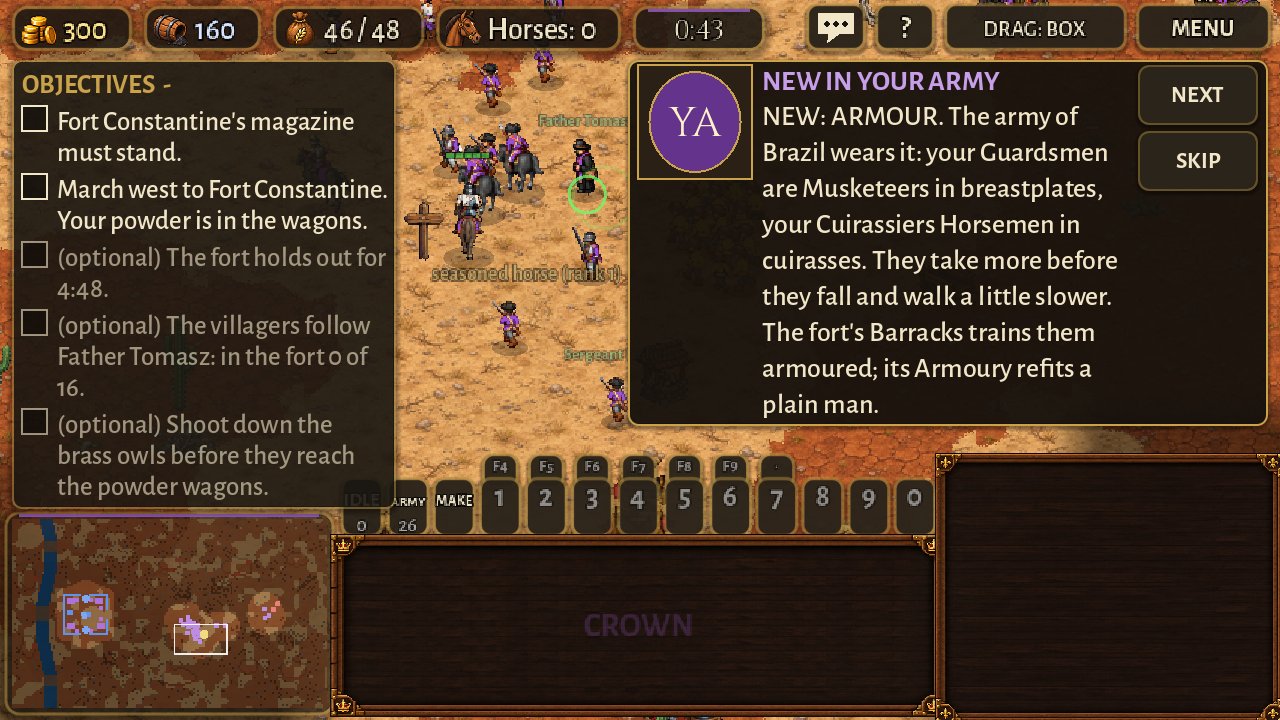 300
160
46/48
Horses: 0
0:43
?
DRAG: BOX
MENU
OBJECTIVES -
Fort Constantine's magazine
must stand.
March west to Fort Constantine.
Your powder is in the wagons.
(optional) The fort holds out for
4:48.
(optional) The villagers follow
Father Tomasz: in the fort 0 of
16.
(optional) Shoot down the
brass owls before they reach
the powder wagons.
Father Tomas
seasoned horse (rank 1)
Sergeant
YA
NEW IN YOUR ARMY
NEW: ARMOUR. The army of
Brazil wears it: your Guardsmen
are Musketeers in breastplates,
your Cuirassiers Horsemen in
cuirasses. They take more before
they fall and walk a little slower.
The fort's Barracks trains them
armoured; its Armoury refits a
plain man.
NEXT
SKIP
F4 F5 F6 F7 F8 F9 .
IDLE ARMY MAKE 1 2 3 4 5 6 7 8 9 0
0 26
CROWN